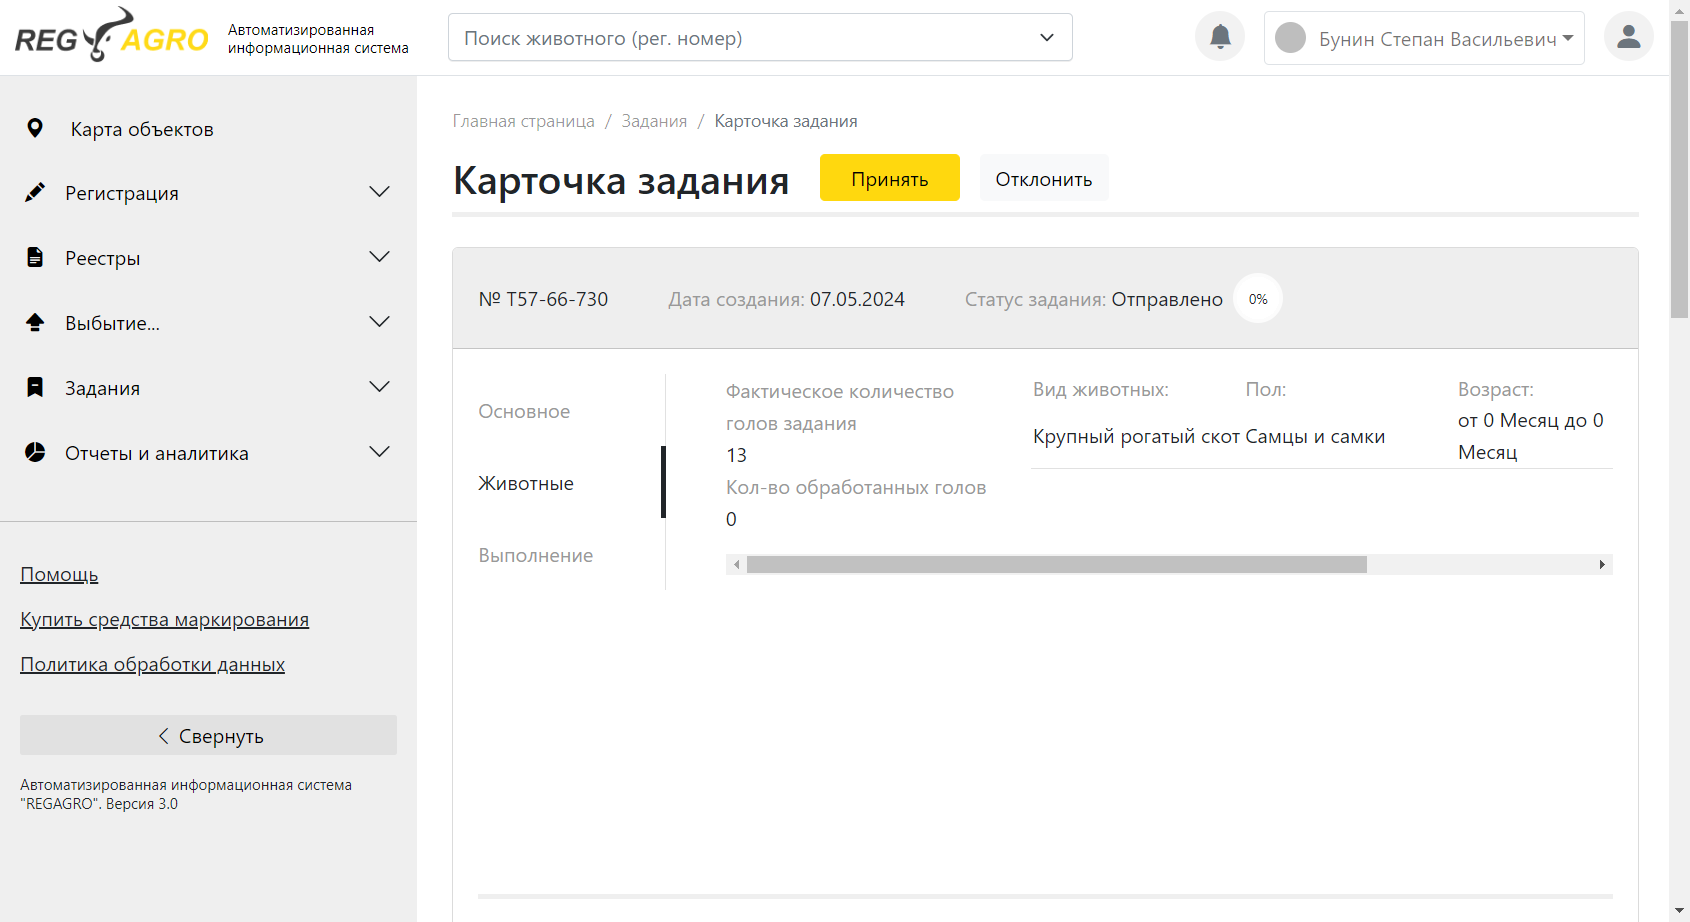 REG AGRO
Автоматизированная
информационная система
Поиск животного (рег. номер)
Бунин Степан Васильевич
Карта объектов
Регистрация
Реестры
Выбытие...
Задания
Отчеты и аналитика
Помощь
Купить средства маркирования
Политика обработки данных
Свернуть
Автоматизированная информационная система
"REGAGRO". Версия 3.0
Главная страница / Задания / Карточка задания
Карточка задания
Принять
Отклонить
№ Т57-66-730
Дата создания: 07.05.2024
Статус задания: Отправлено
0%
Основное
Животные
Выполнение
Фактическое количество
голов задания
13
Кол-во обработанных голов
0
Вид животных:
Крупный рогатый скот
Пол:
Самцы и самки
Возраст:
от 0 Месяц до 0
Месяц